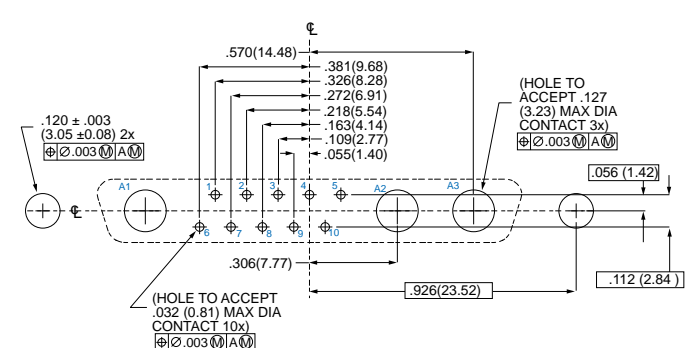 ℄
.570(14.48)
.381(9.68)
.326(8.28)
.272(6.91)
.218(5.54)
.163(4.14)
.109(2.77)
.055(1.40)
(HOLE TO
ACCEPT .127
(3.23) MAX DIA
CONTACT 3x)
⌖ Ø.003 Ⓜ A Ⓜ
.120 ± .003
(3.05 ±0.08) 2x
⌖ Ø.003 Ⓜ A Ⓜ
.056 (1.42)
A1 1 2 3 4 5 A2 A3
℄
6 7 8 9 10
.306(7.77)
.926(23.52)
.112 (2.84 )
(HOLE TO ACCEPT
.032 (0.81) MAX DIA
CONTACT 10x)
⌖ Ø.003 Ⓜ A Ⓜ